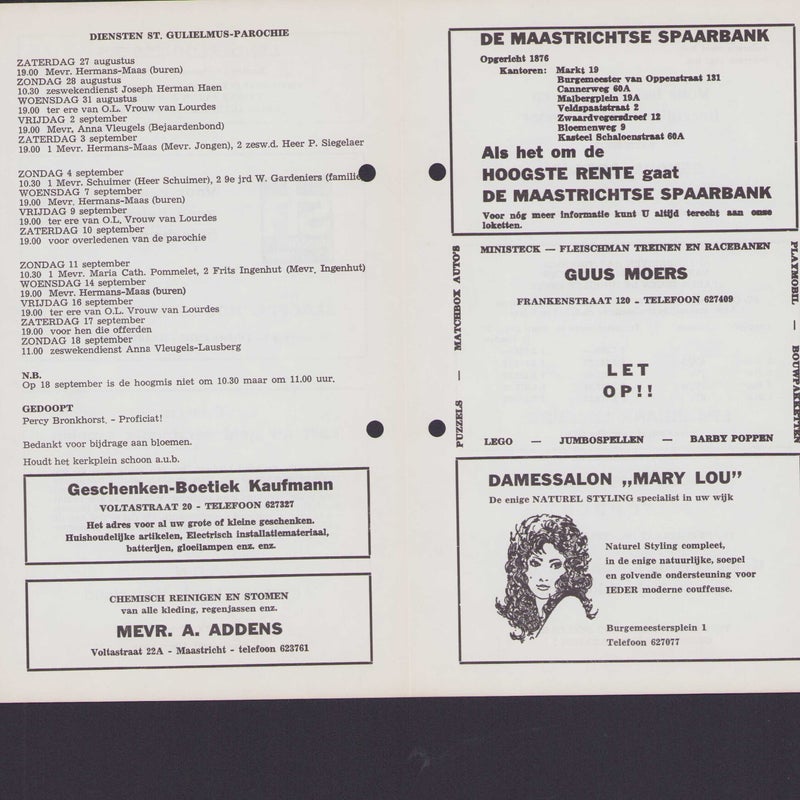 DIENSTEN ST. GULIELMUS-PAROCHIE
ZATERDAG 27 augustus
19.00 Mevr. Hermans-Maas (buren)
ZONDAG 28 augustus
10.30 zeswekendienst Joseph Herman Haen
WOENSDAG 31 augustus
19.00 ter ere van O.L. Vrouw van Lourdes
VRIJDAG 2 september
19.00 Mevr. Anna Vleugels (Bejaardenbond)
ZATERDAG 3 september
19.00 1 Mevr. Hermans-Maas (Mevr. Jongen), 2 zesw.d. Heer P. Siegelaer
ZONDAG 4 september
10.30 1 Mevr. Schuimer (Heer Schuimer), 2 9e jrd W. Gardeniers (familie
WOENSDAG 7 september
19.00 Mevr. Hermans-Maas (buren)
VRIJDAG 9 september
19.00 ter ere van O.L. Vrouw van Lourdes
ZATERDAG 10 september
19.00 voor overledenen van de parochie
ZONDAG 11 september
10.30 1 Mevr. Maria Cath. Pommelet, 2 Frits Ingenhut (Mevr. Ingenhut)
WOENSDAG 14 september
19.00 Mevr. Hermans-Maas (buren)
VRIJDAG 16 september
19.00 ter ere van O.L. Vrouw van Lourdes
ZATERDAG 17 september
19.00 voor hen die offerden
ZONDAG 18 september
11.00 zeswekendienst Anna Vleugels-Lausberg
N.B.
Op 18 september is de hoogmis niet om 10.30 maar om 11.00 uur.
GEDOOPT
Percy Bronkhorst. - Proficiat!
Bedankt voor bijdrage aan bloemen.
Houdt het kerkplein schoon a.u.b.
Geschenken-Boetiek Kaufmann
VOLTASTRAAT 20 - TELEFOON 627327
Het adres voor al uw grote of kleine geschenken.
Huishoudelijke artikelen, Electrisch installatiemateriaal,
batterijen, gloeilampen enz. enz.
CHEMISCH REINIGEN EN STOMEN
van alle kleding, regenjassen enz.
MEVR. A. ADDENS
Voltastraat 22A - Maastricht - telefoon 623761
DE MAASTRICHTSE SPAARBANK
Opgericht 1876
Kantoren: Markt 19
Burgemeester van Oppenstraat 131
Cannerweg 60A
Malbergplein 19A
Veldspaatstraat 2
Zwaardvegersdreef 12
Bloemenweg 9
Kasteel Schaloenstraat 60A
Als het om de
HOOGSTE RENTE gaat
DE MAASTRICHTSE SPAARBANK
Voor nóg meer informatie kunt U altijd terecht aan onze
loketten.
MINISTECK — FLEISCHMAN TREINEN EN RACEBANEN
PUZZELS — MATCHBOX AUTO'S
GUUS MOERS
FRANKENSTRAAT 120 - TELEFOON 627409
LET
OP!!
PLAYMOBIL — BOUWPAKKETTEN
LEGO — JUMBOSPELLEN — BARBY POPPEN
DAMESSALON „MARY LOU”
De enige NATUREL STYLING specialist in uw wijk
Naturel Styling compleet,
in de enige natuurlijke, soepel
en golvende ondersteuning voor
IEDER moderne couffeuse.
Burgemeestersplein 1
Telefoon 627077